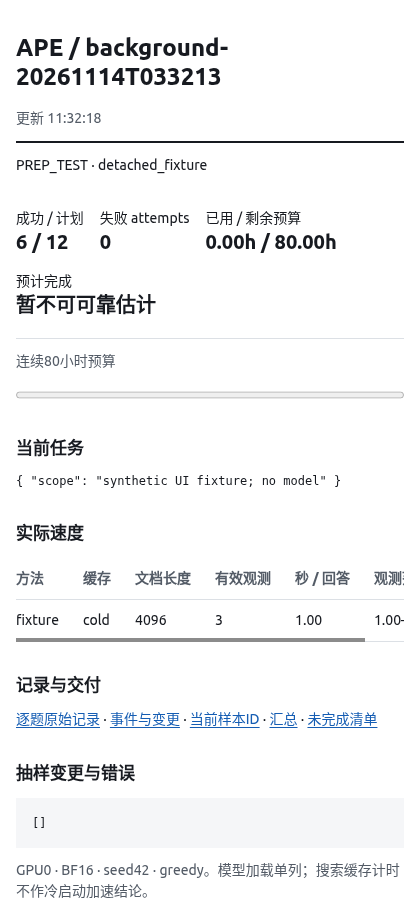 APE / background-
20261114T033213
更新 11:32:18
PREP_TEST · detached_fixture
成功 / 计划 失败 attempts 已用 / 剩余预算
6 / 12 0 0.00h / 80.00h
预计完成
暂不可可靠估计
连续80小时预算
当前任务
{ "scope": "synthetic UI fixture; no model" }
实际速度
方法 缓存 文档长度 有效观测 秒 / 回答 观测
fixture cold 4096 3 1.00 1.00-
记录与交付
逐题原始记录 · 事件与变更 · 当前样本ID · 汇总 · 未完成清单
抽样变更与错误
[]
GPU0 · BF16 · seed42 · greedy。模型加载单列；搜索缓存计时
不作冷启动加速结论。